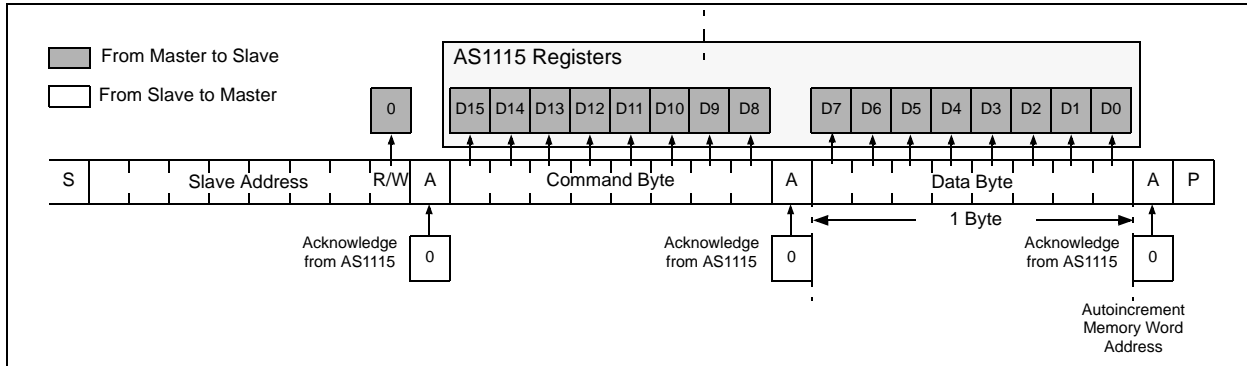 From Master to Slave
From Slave to Master
AS1115 Registers
0 D15 D14 D13 D12 D11 D10 D9 D8 D7 D6 D5 D4 D3 D2 D1 D0
S Slave Address R/W A Command Byte A Data Byte A P
1 Byte
Acknowledge
from AS1115
0
Acknowledge
from AS1115
0
Acknowledge
from AS1115
0
Autoincrement
Memory Word
Address